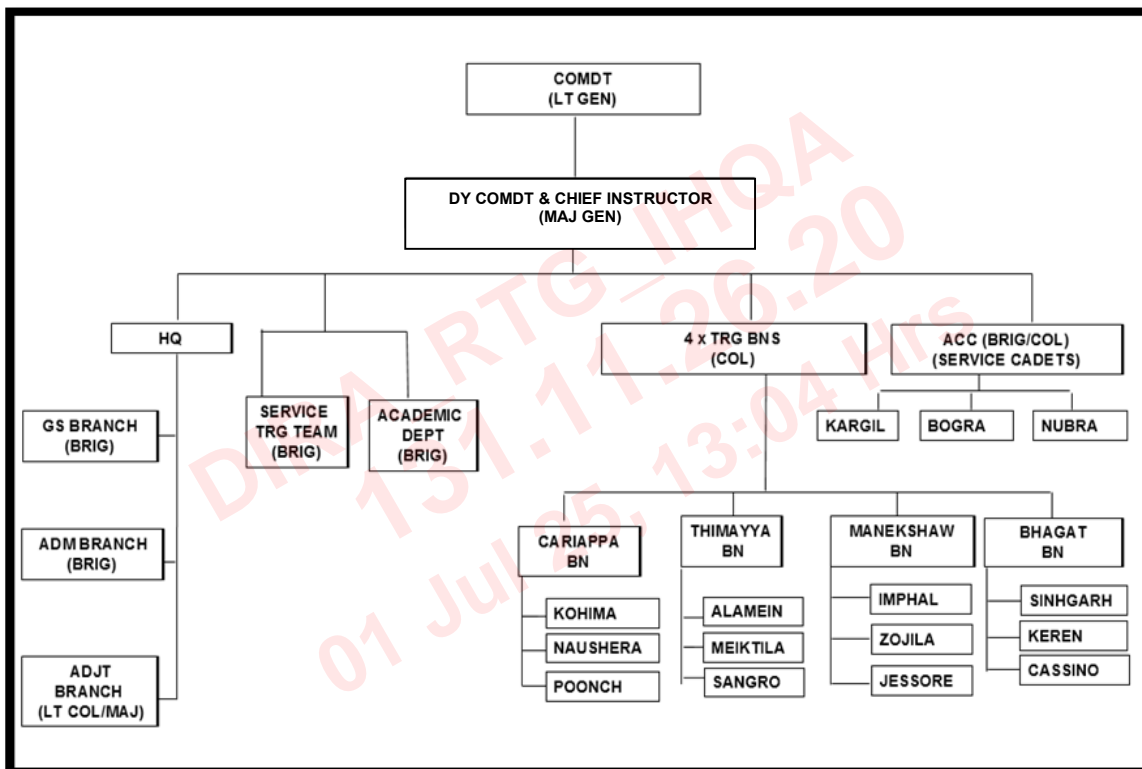 COMDT
(LT GEN)
DY COMDT & CHIEF INSTRUCTOR
(MAJ GEN)
HQ
4 x TRG BNS
(COL)
ACC (BRIG/COL)
(SERVICE CADETS)
GS BRANCH
(BRIG)
SERVICE
TRG TEAM
(BRIG)
ACADEMIC
DEPT
(BRIG)
KARGIL
BOGRA
NUBRA
ADM BRANCH
(BRIG)
CARIAPPA
BN
THIMAYYA
BN
MANEKSHAW
BN
BHAGAT
BN
KOHIMA
NAUSHERA
POONCH
ALAMEIN
MEIKTILA
SANGRO
IMPHAL
ZOJILA
JESSORE
SINHGARH
KEREN
CASSINO
ADJT
BRANCH
(LT COL/MAJ)
DIRA_RTG_IHQA
131.11.26.20
01 Jul 25, 13:04 Hrs